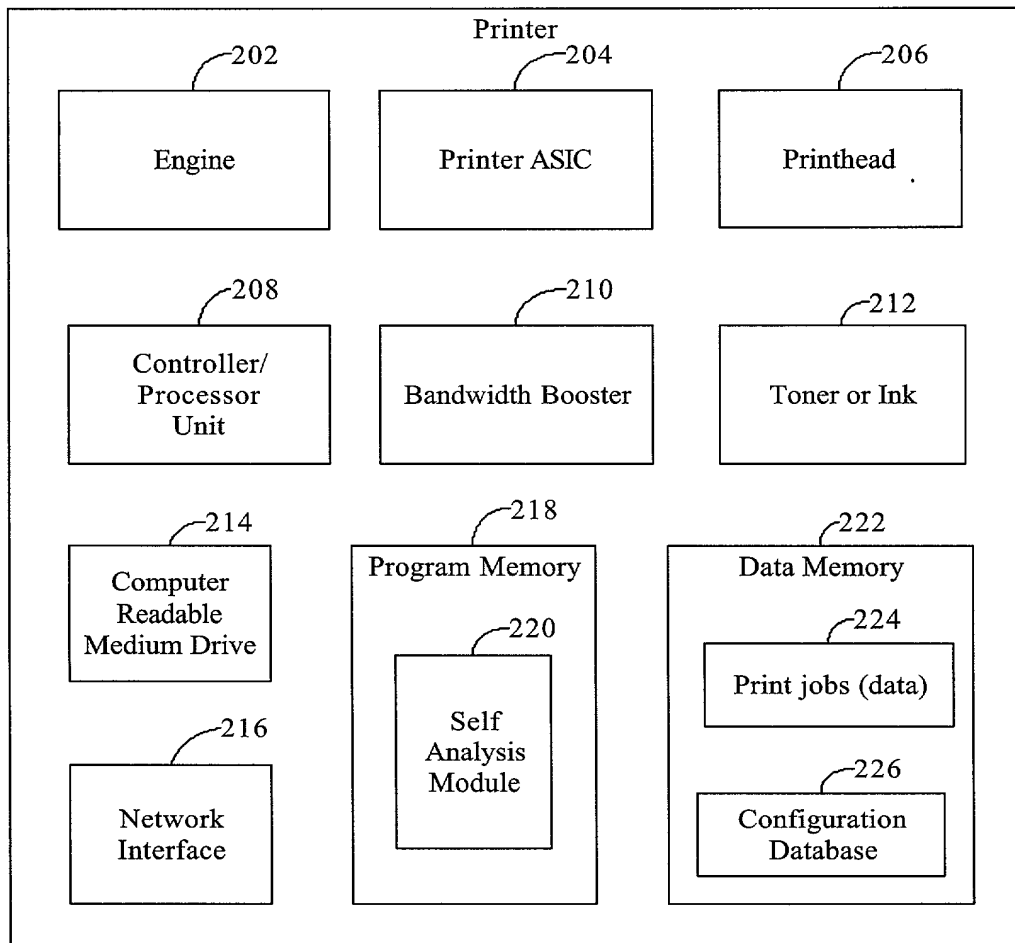 Printer
202
204
206
Engine
Printer ASIC
Printhead
208
210
212
Controller/
Processor
Unit
Bandwidth Booster
Toner or Ink
214
218
222
Computer
Readable
Medium Drive
Program Memory
Data Memory
220
224
Self
Analysis
Module
Print jobs (data)
216
226
Network
Interface
Configuration
Database